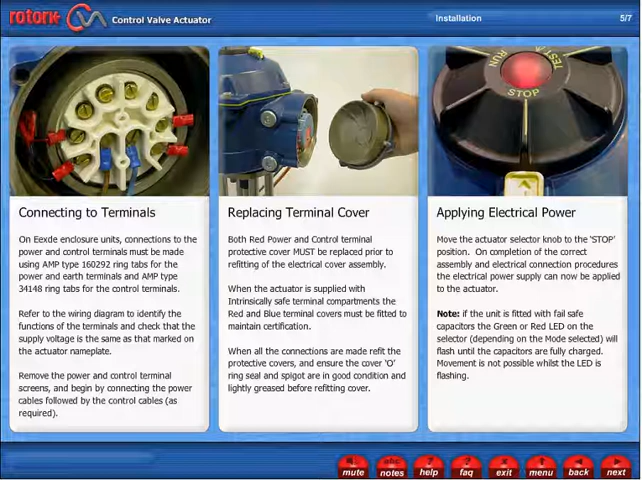 rotork Control Valve Actuator
Installation
5/7
RUN
STOP
TEST
Connecting to Terminals
On Eexde enclosure units, connections to the
power and control terminals must be made
using AMP type 160292 ring tabs for the
power and earth terminals and AMP type
34148 ring tabs for the control terminals.
Refer to the wiring diagram to identify the
functions of the terminals and check that the
supply voltage is the same as that marked on
the actuator nameplate.
Remove the power and control terminal
screens, and begin by connecting the power
cables followed by the control cables (as
required).
Replacing Terminal Cover
Both Red Power and Control terminal
protective cover MUST be replaced prior to
refitting of the electrical cover assembly.
When the actuator is supplied with
Intrinsically safe terminal compartments the
Red and Blue terminal covers must be fitted to
maintain certification.
When all the connections are made refit the
protective covers, and ensure the cover 'O'
ring seal and spigot are in good condition and
lightly greased before refitting cover.
Applying Electrical Power
Move the actuator selector knob to the 'STOP'
position. On completion of the correct
assembly and electrical connection procedures
the electrical power supply can now be applied
to the actuator.
Note: if the unit is fitted with fail safe
capacitors the Green or Red LED on the
selector (depending on the Mode selected) will
flash until the capacitors are fully charged.
Movement is not possible whilst the LED is
flashing.
mute
abc notes
? help
? faq
x exit
menu
back
next